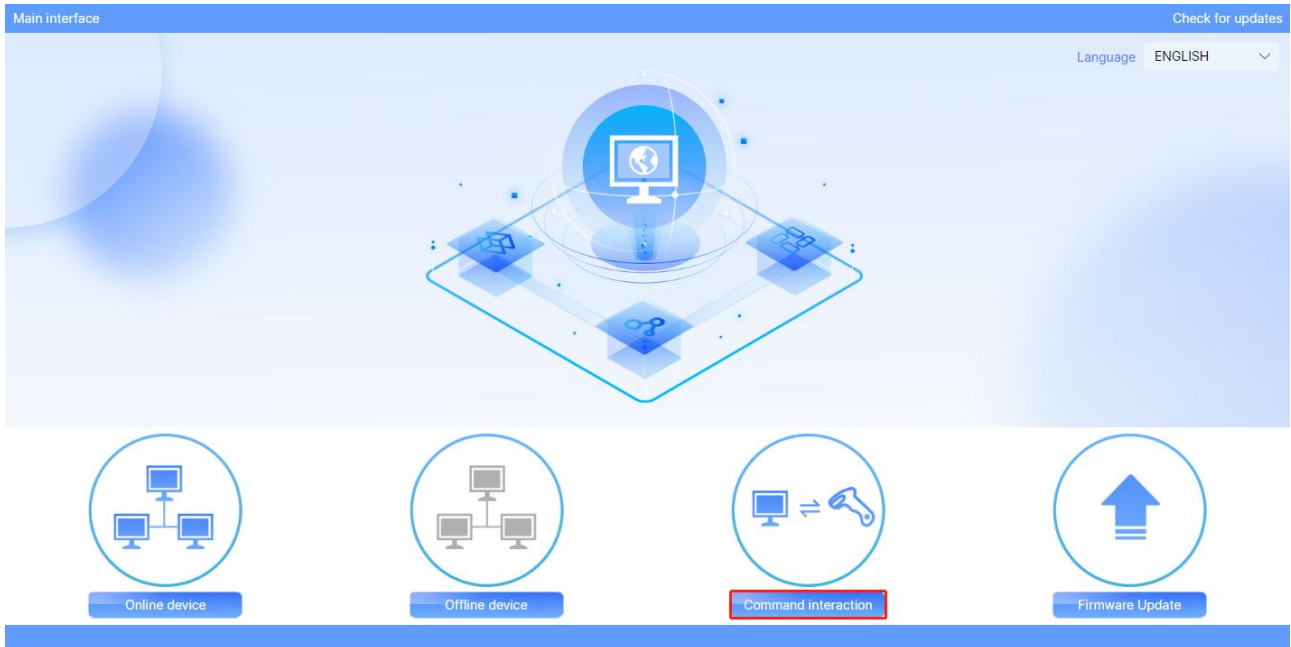 Main interface
Check for updates
Language
ENGLISH
Online device
Offline device
Command interaction
Firmware Update